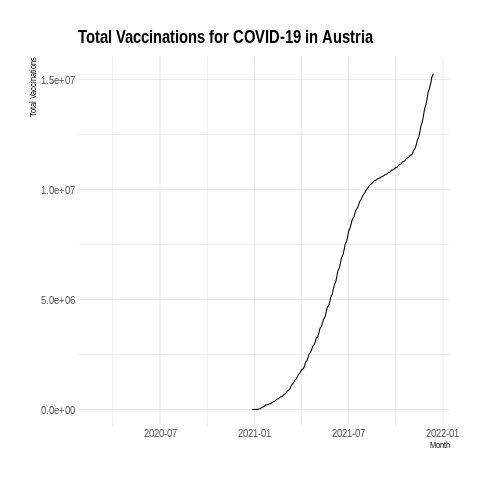 Total Vaccinations for COVID-19 in Austria
Total Vaccinations
1.5e+07
1.0e+07
5.0e+06
0.0e+00
2020-07 2021-01 2021-07 2022-01
Month